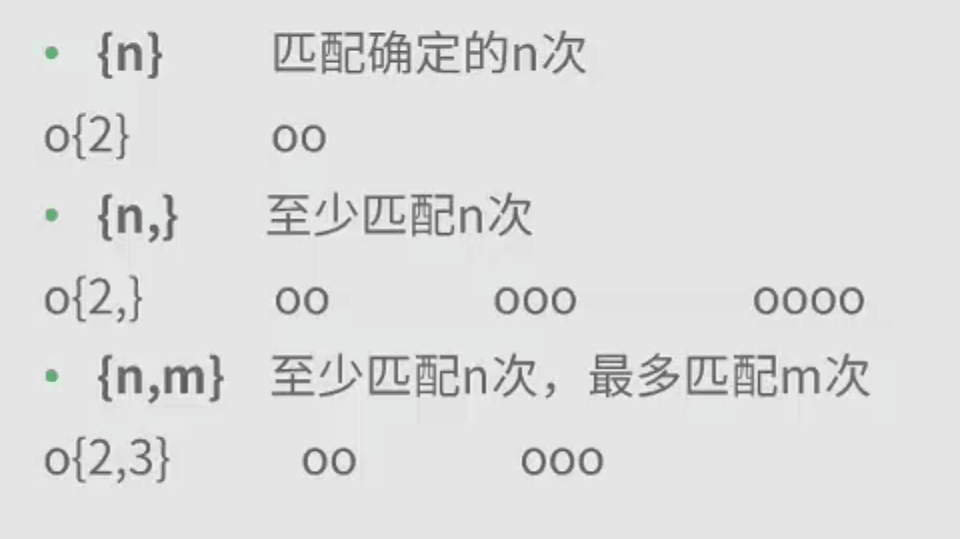 • {n} 匹配确定的n次
o{2} oo
• {n,} 至少匹配n次
o{2,} oo ooo oooo
• {n,m} 至少匹配n次，最多匹配m次
o{2,3} oo ooo